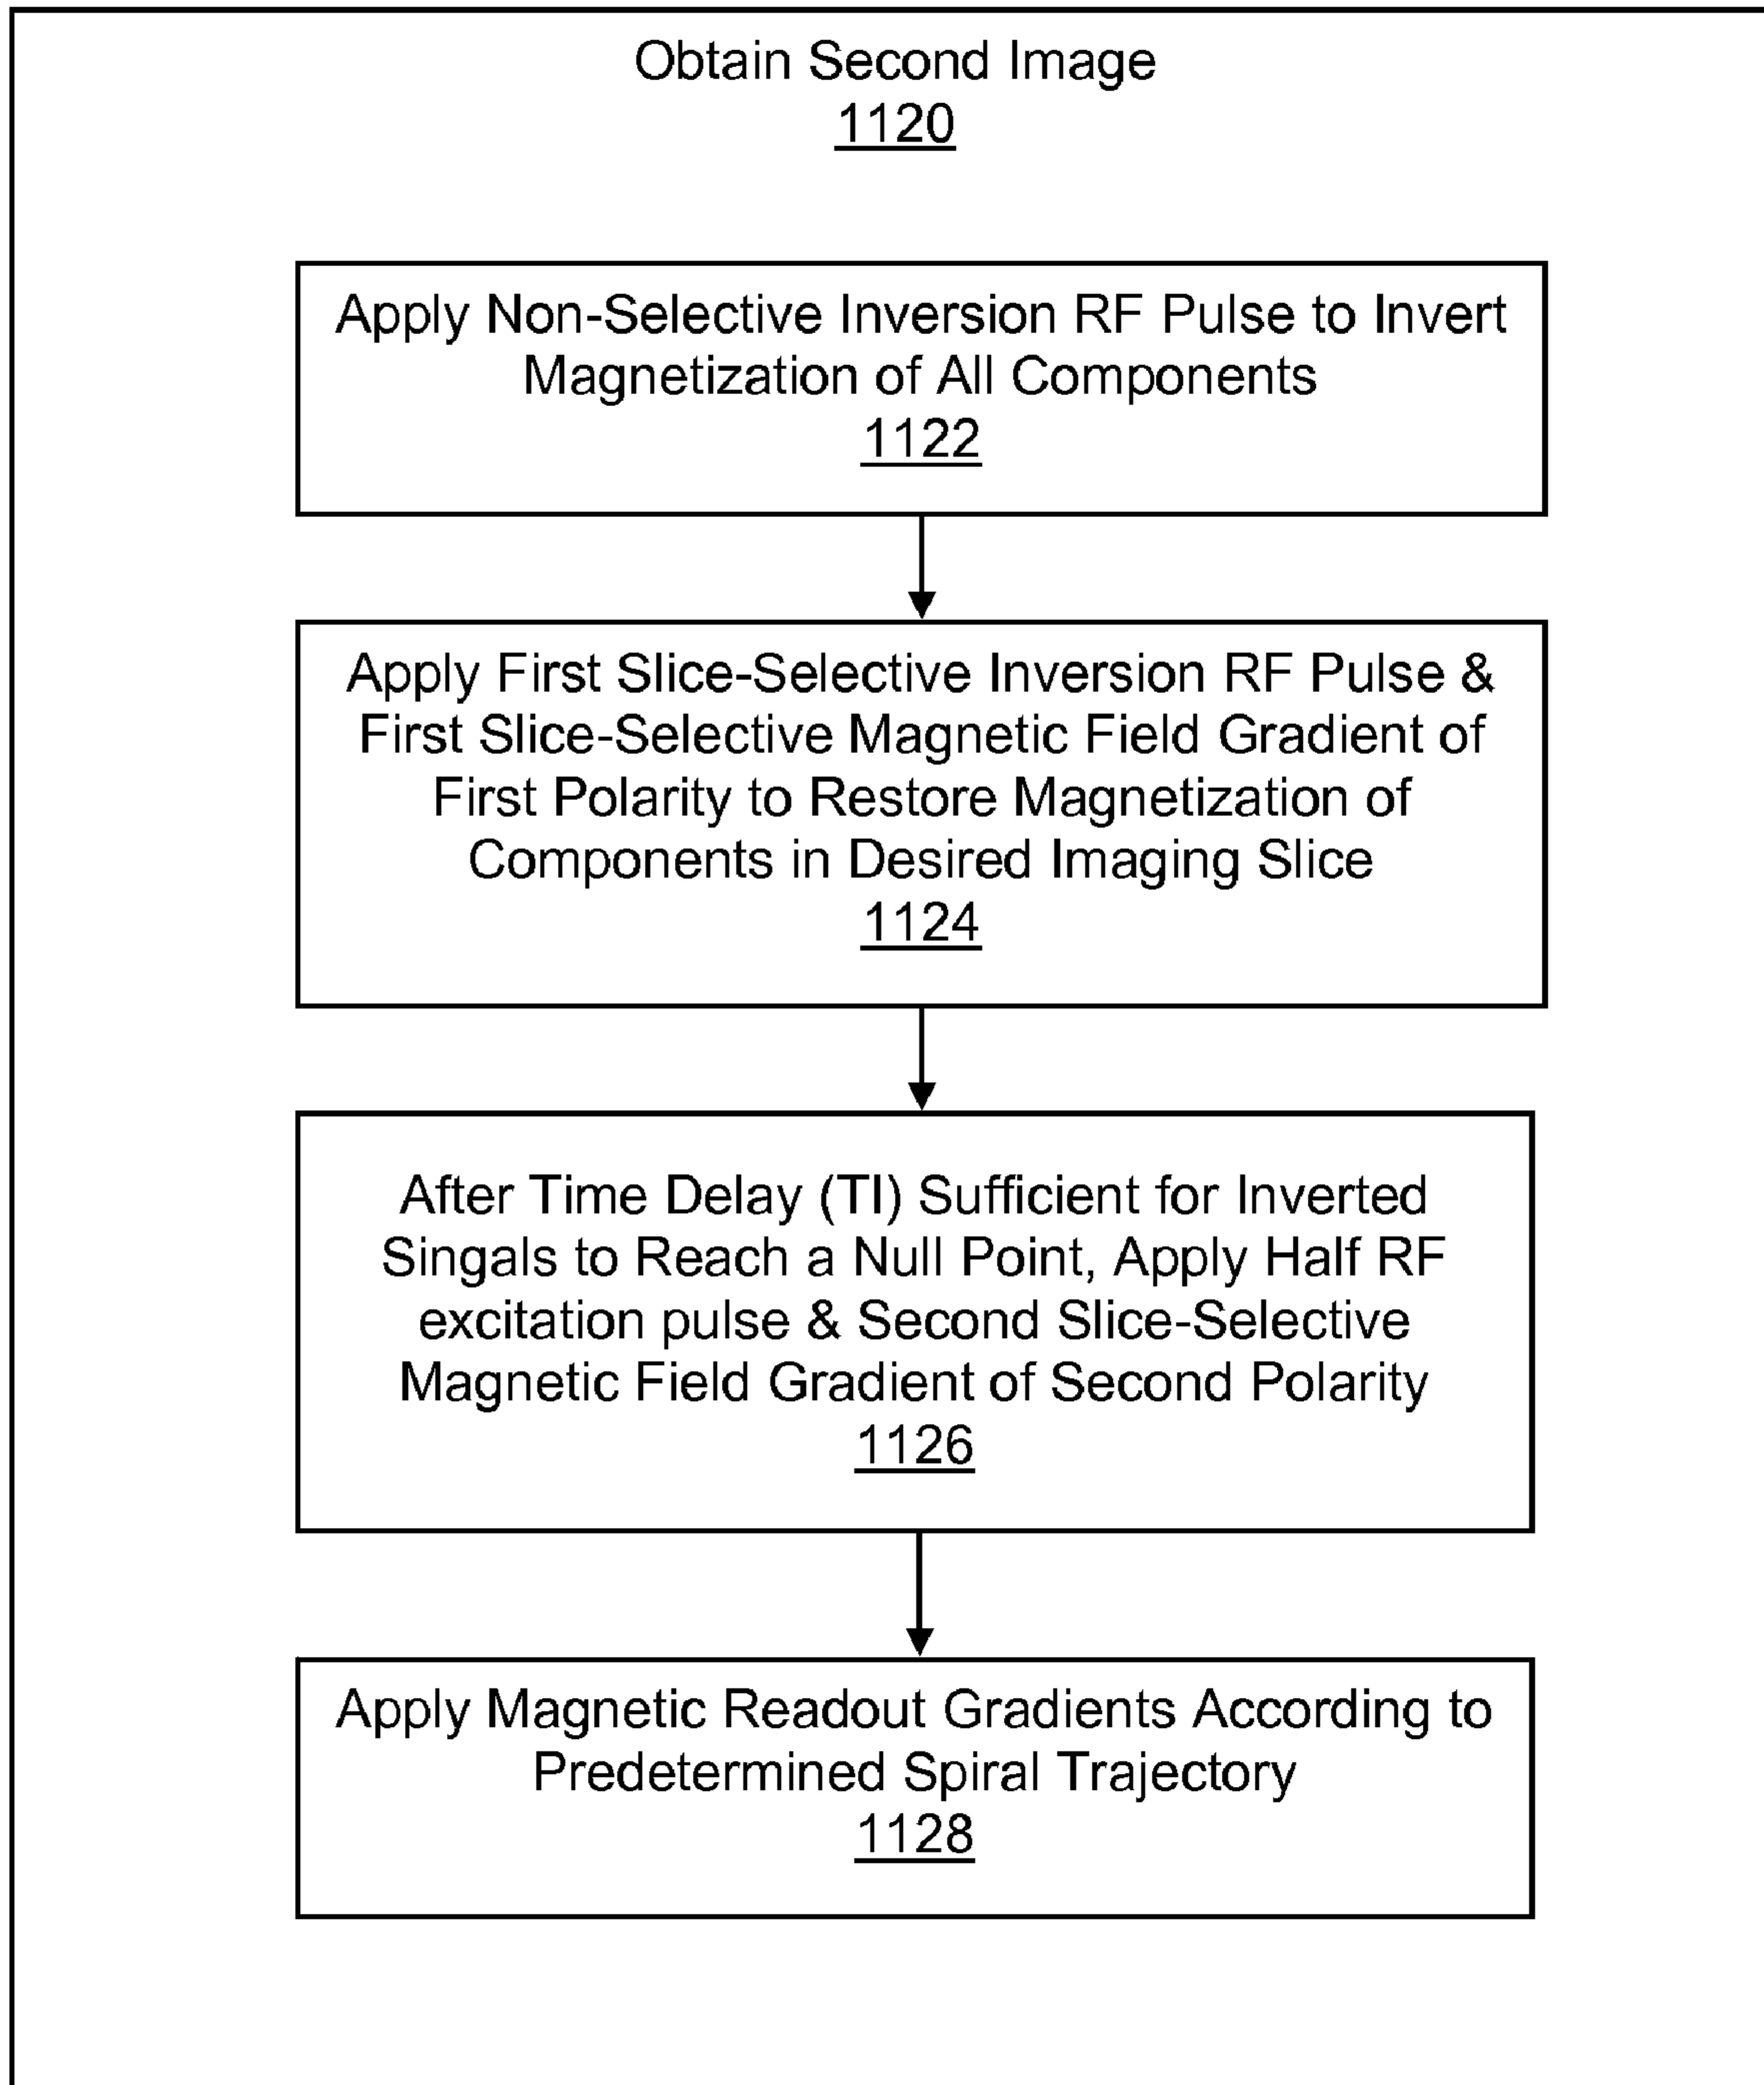 Obtain Second Image
1120
Apply Non-Selective Inversion RF Pulse to Invert
Magnetization of All Components
1122
Apply First Slice-Selective Inversion RF Pulse &
First Slice-Selective Magnetic Field Gradient of
First Polarity to Restore Magnetization of
Components in Desired Imaging Slice
1124
After Time Delay (TI) Sufficient for Inverted
Singals to Reach a Null Point, Apply Half RF
excitation pulse & Second Slice-Selective
Magnetic Field Gradient of Second Polarity
1126
Apply Magnetic Readout Gradients According to
Predetermined Spiral Trajectory
1128